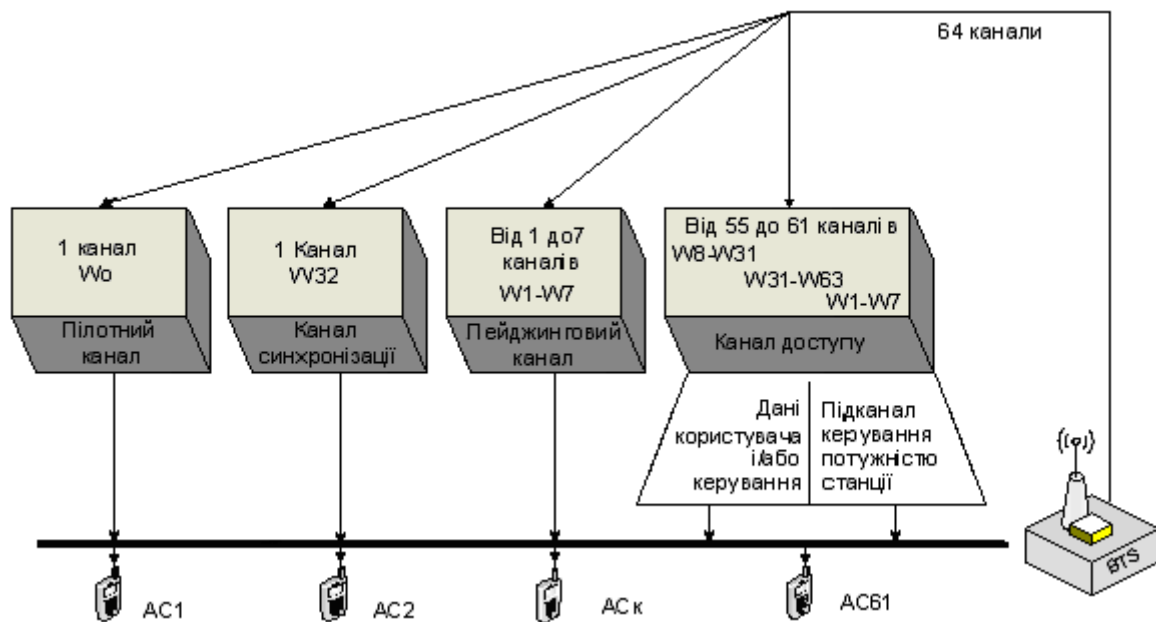 64 канали
1 канал
Wo
Пілотний
канал
1 Канал
W32
Канал
синхронізації
Від 1 до7
каналів
W1-W7
Пейджинговий
канал
Від 55 до 61 каналів
W8-W31
W31-W63
W1-W7
Канал доступу
Дані
користувача
і/або
керування
Підканал
керування
потужністю
станції
BTS
АС1
АС2
АСк
АС61